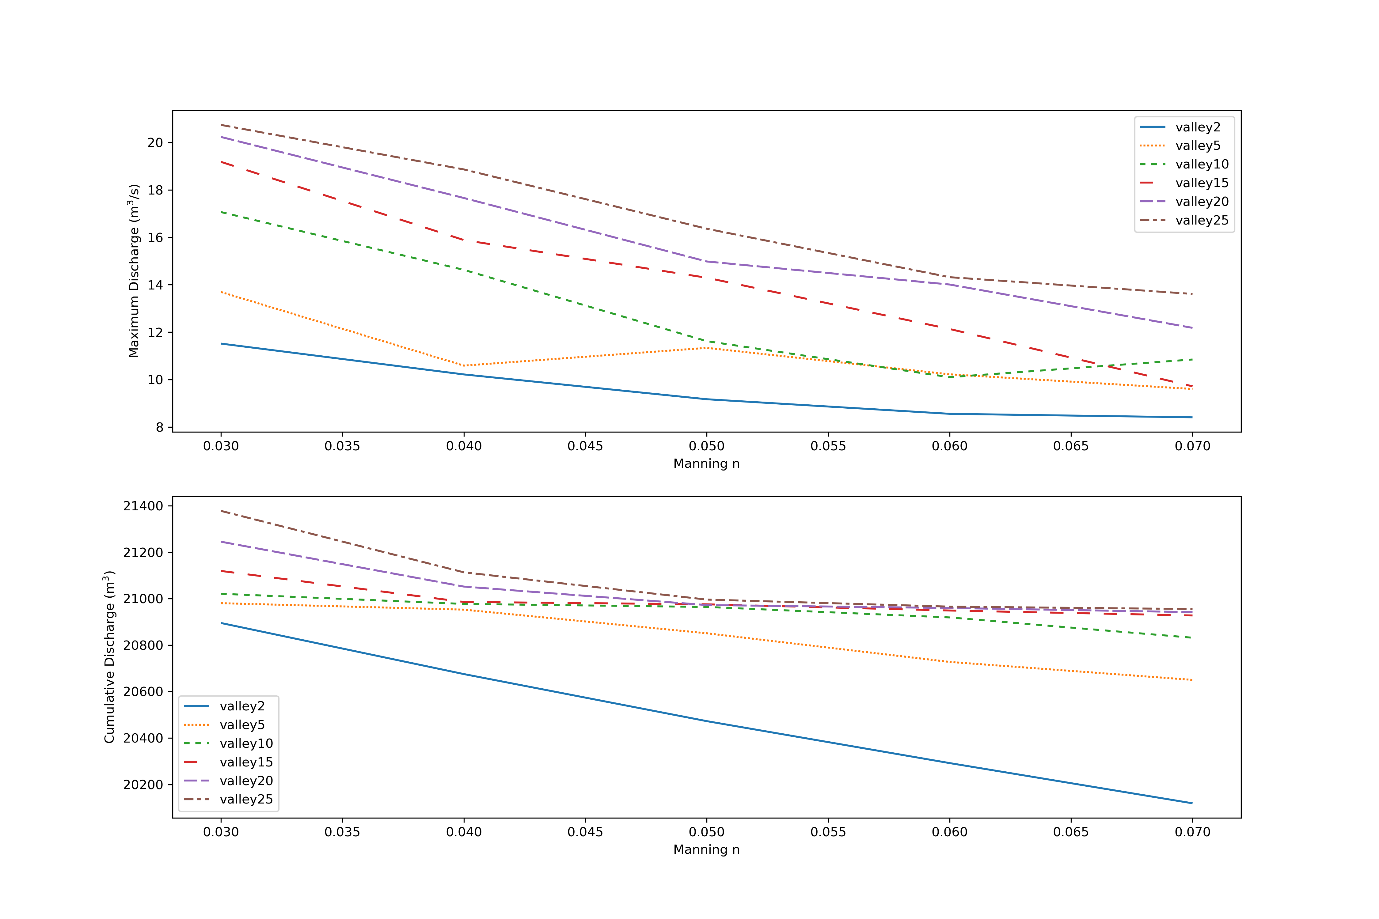 20
18
16
14
12
10
8
Maximum Discharge (m³/s)
valley2
valley5
valley10
valley15
valley20
valley25
0.030 0.035 0.040 0.045 0.050 0.055 0.060 0.065 0.070
Manning n
21400
21200
21000
20800
20600
20400
20200
Cumulative Discharge (m³)
valley2
valley5
valley10
valley15
valley20
valley25
0.030 0.035 0.040 0.045 0.050 0.055 0.060 0.065 0.070
Manning n